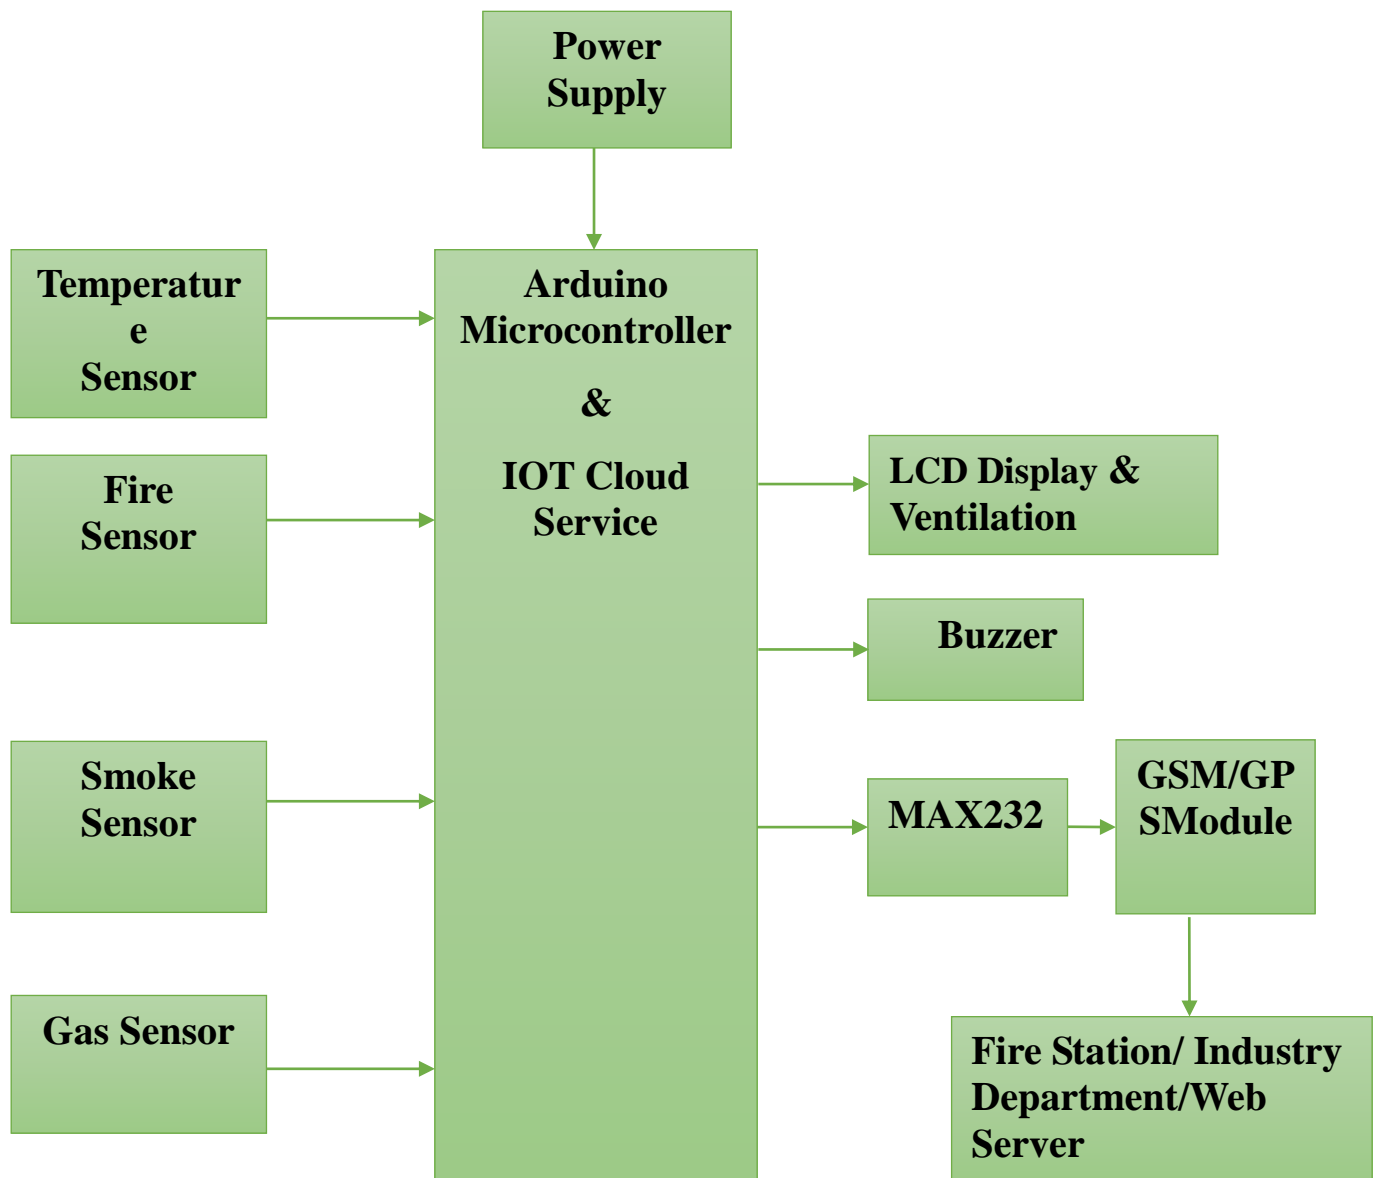 Power
Supply
Temperatur
e
Sensor
Arduino
Microcontroller
&
IOT Cloud
Service
Fire
Sensor
LCD Display &
Ventilation
Buzzer
Smoke
Sensor
MAX232
GSM/GP
SModule
Gas Sensor
Fire Station/ Industry
Department/Web
Server